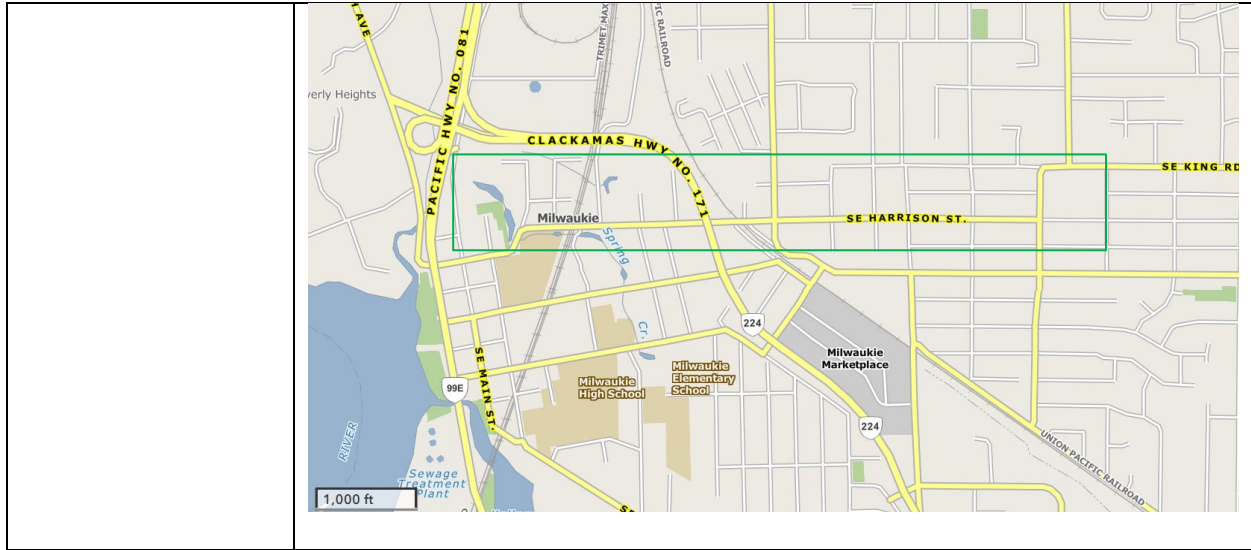 H AVE
PACIFIC HWY NO. 081
TRIMET MAX
PIC RAILROAD
verly Heights
CLACKAMAS HWY NO. 171
SE KING RD
Milwaukie
SE HARRISON ST.
Spring
Cr.
224
Milwaukie
Marketplace
SE MAIN ST.
99E
Milwaukie
High School
Milwaukie
Elementary
School
224
RIVER
UNION PACIFIC RAILROAD
Sewage
Treatment
Plant
1,000 ft